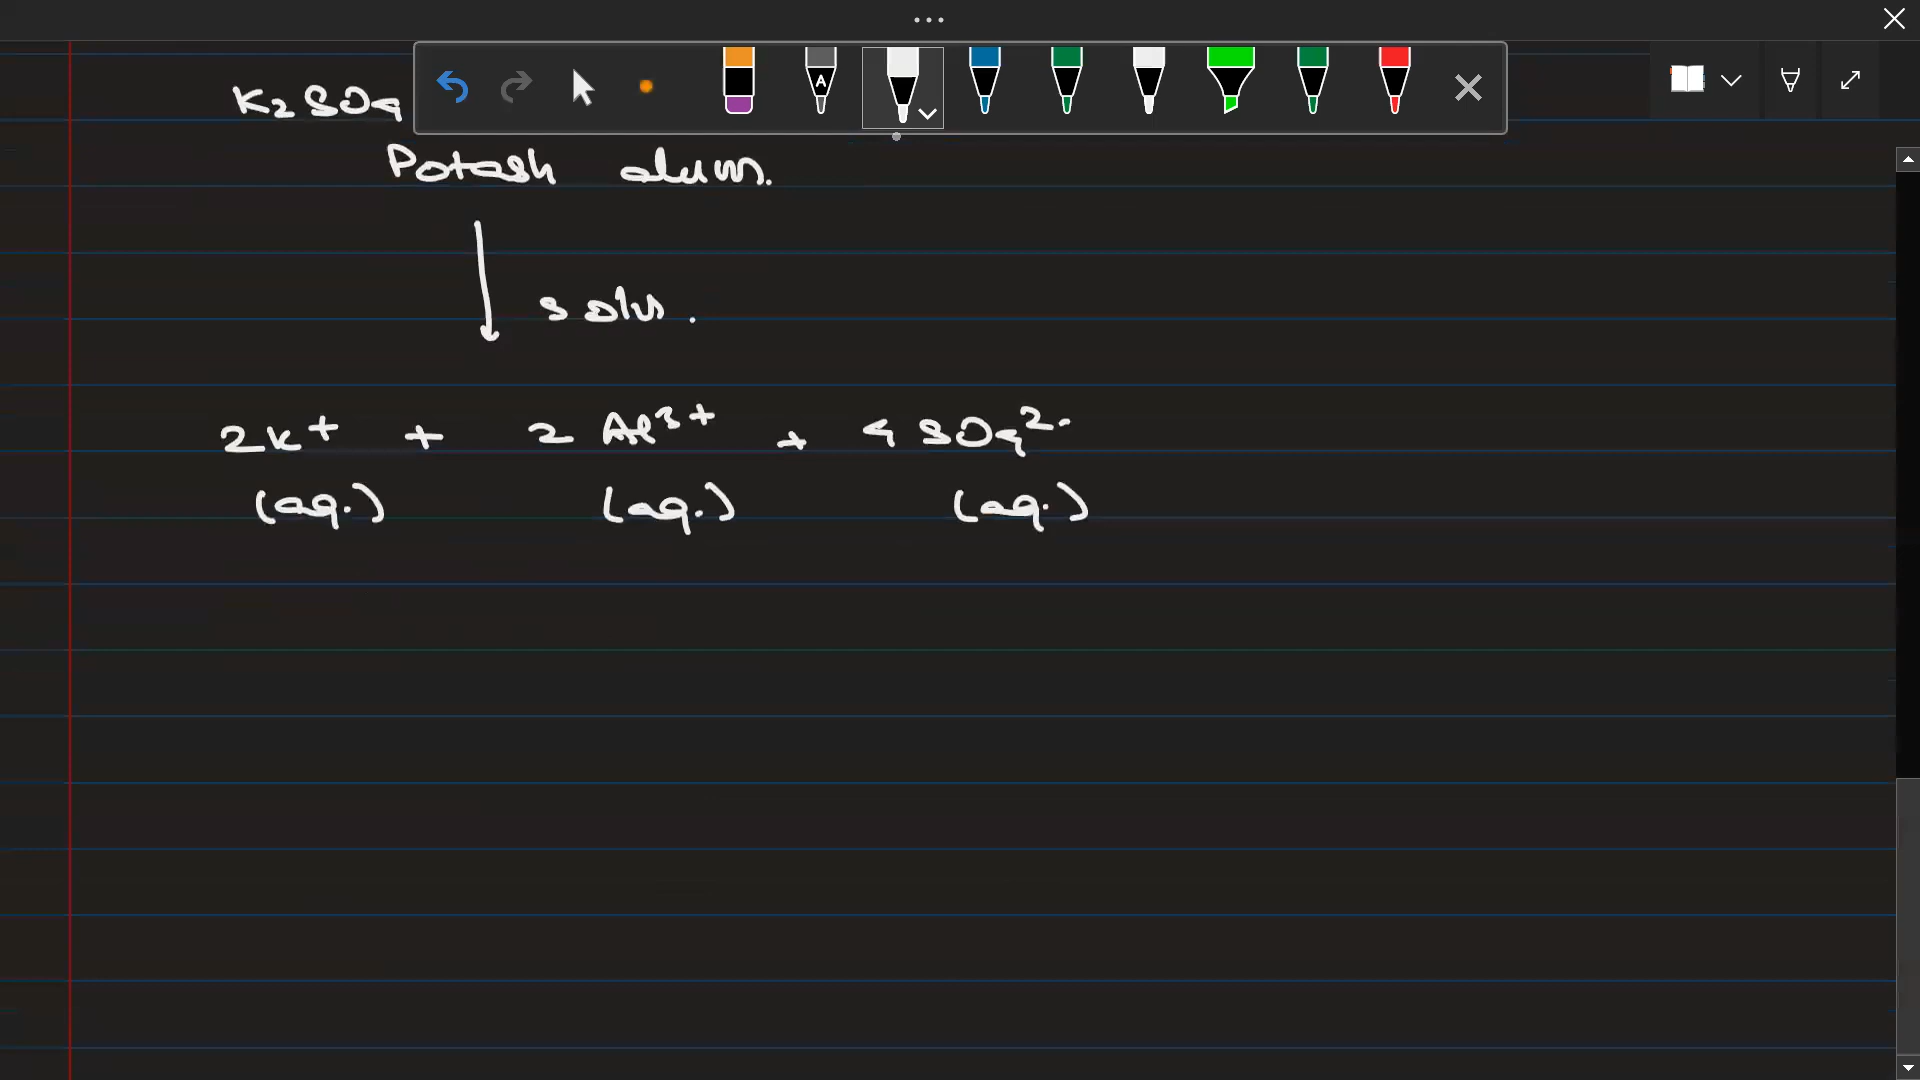 K₂SO₄
Potash alum.
soln.
2K⁺ + 2 Al³⁺ + 4 SO₄²⁻
(aq.) (aq.) (aq.)